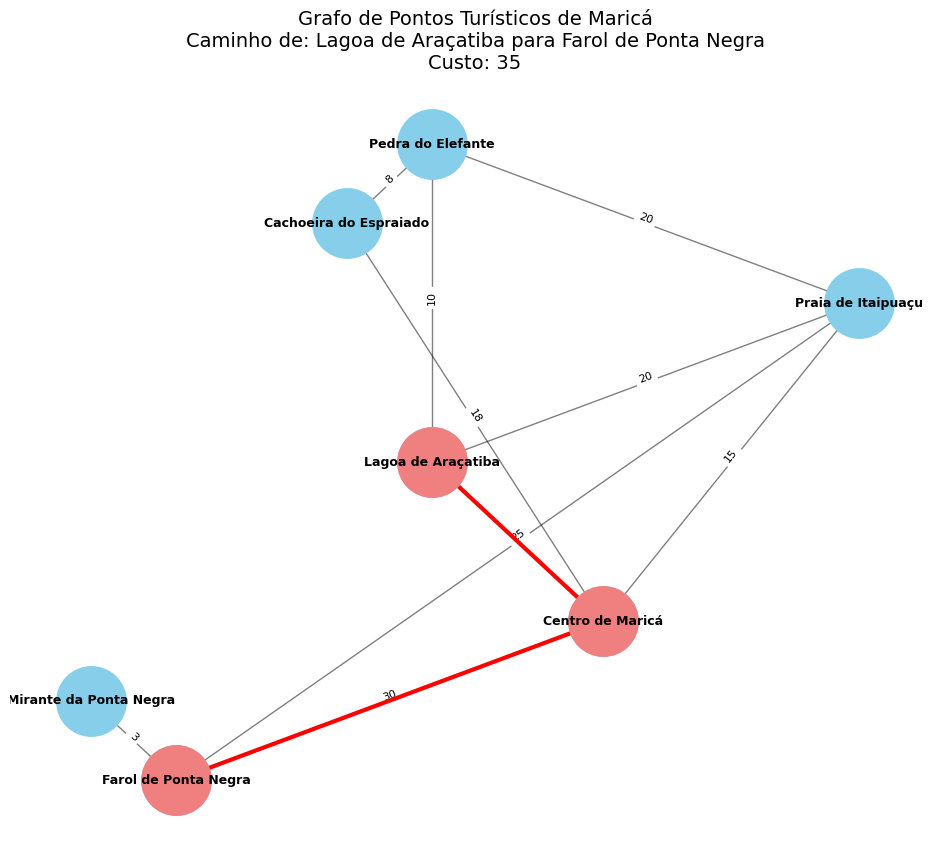 Grafo de Pontos Turísticos de Maricá
Caminho de: Lagoa de Araçatiba para Farol de Ponta Negra
Custo: 35
Pedra do Elefante
8
Cachoeira do Espraiado
20
10
Praia de Itaipuaçu
20
18
15
Lagoa de Araçatiba
Centro de Maricá
30
Mirante da Ponta Negra
3
Farol de Ponta Negra